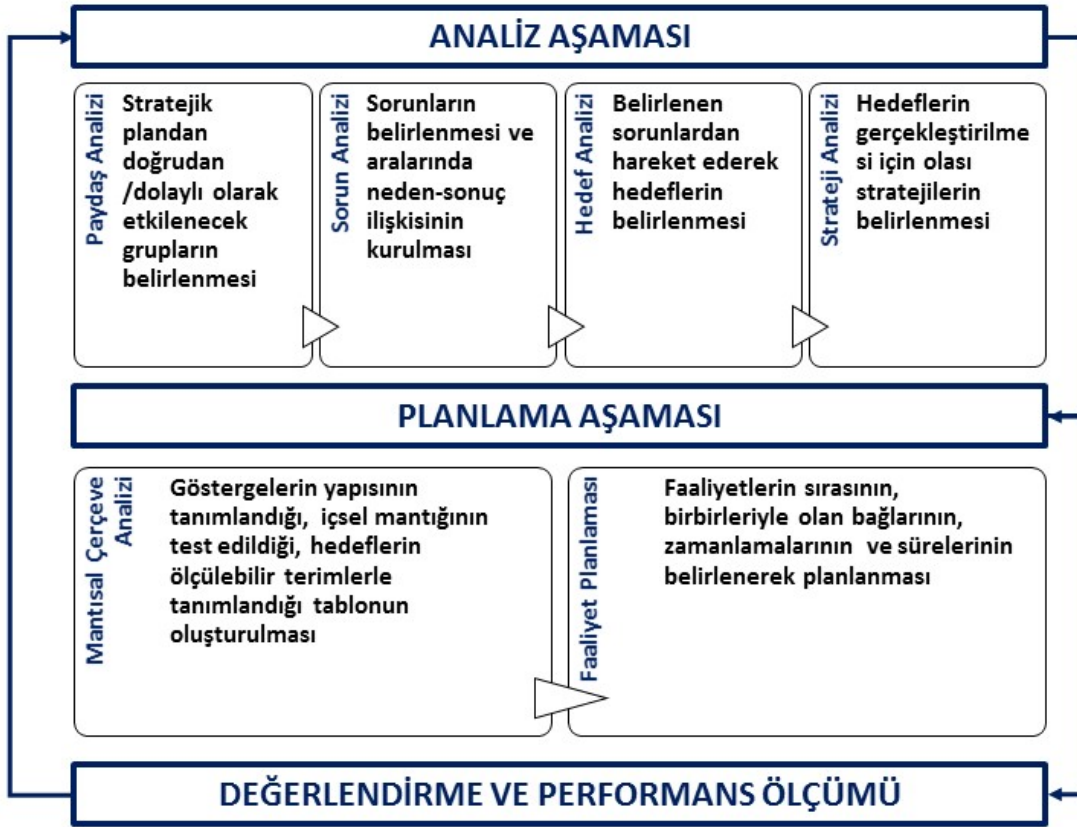 ANALİZ AŞAMASI
Paydaş Analizi
Stratejik
plandan
doğrudan
/dolaylı olarak
etkilenecek
grupların
belirlenmesi
Sorun Analizi
Sorunların
belirlenmesi ve
aralarında
neden-sonuç
ilişkisinin
kurulması
Hedef Analizi
Belirlenen
sorunlardan
hareket ederek
hedeflerin
belirlenmesi
Strateji Analizi
Hedeflerin
gerçekleştirilme
si için olası
stratejilerin
belirlenmesi
PLANLAMA AŞAMASI
Mantısal Çerçeve
Analizi
Göstergelerin yapısının
tanımlandığı, içsel mantığının
test edildiği, hedeflerin
ölçülebilir terimlerle
tanımlandığı tablonun
oluşturulması
Faaliyet Planlaması
Faaliyetlerin sırasının,
birbirleriyle olan bağlarının,
zamanlamalarının ve sürelerinin
belirlenerek planlanması
DEĞERLENDİRME VE PERFORMANS ÖLÇÜMÜ